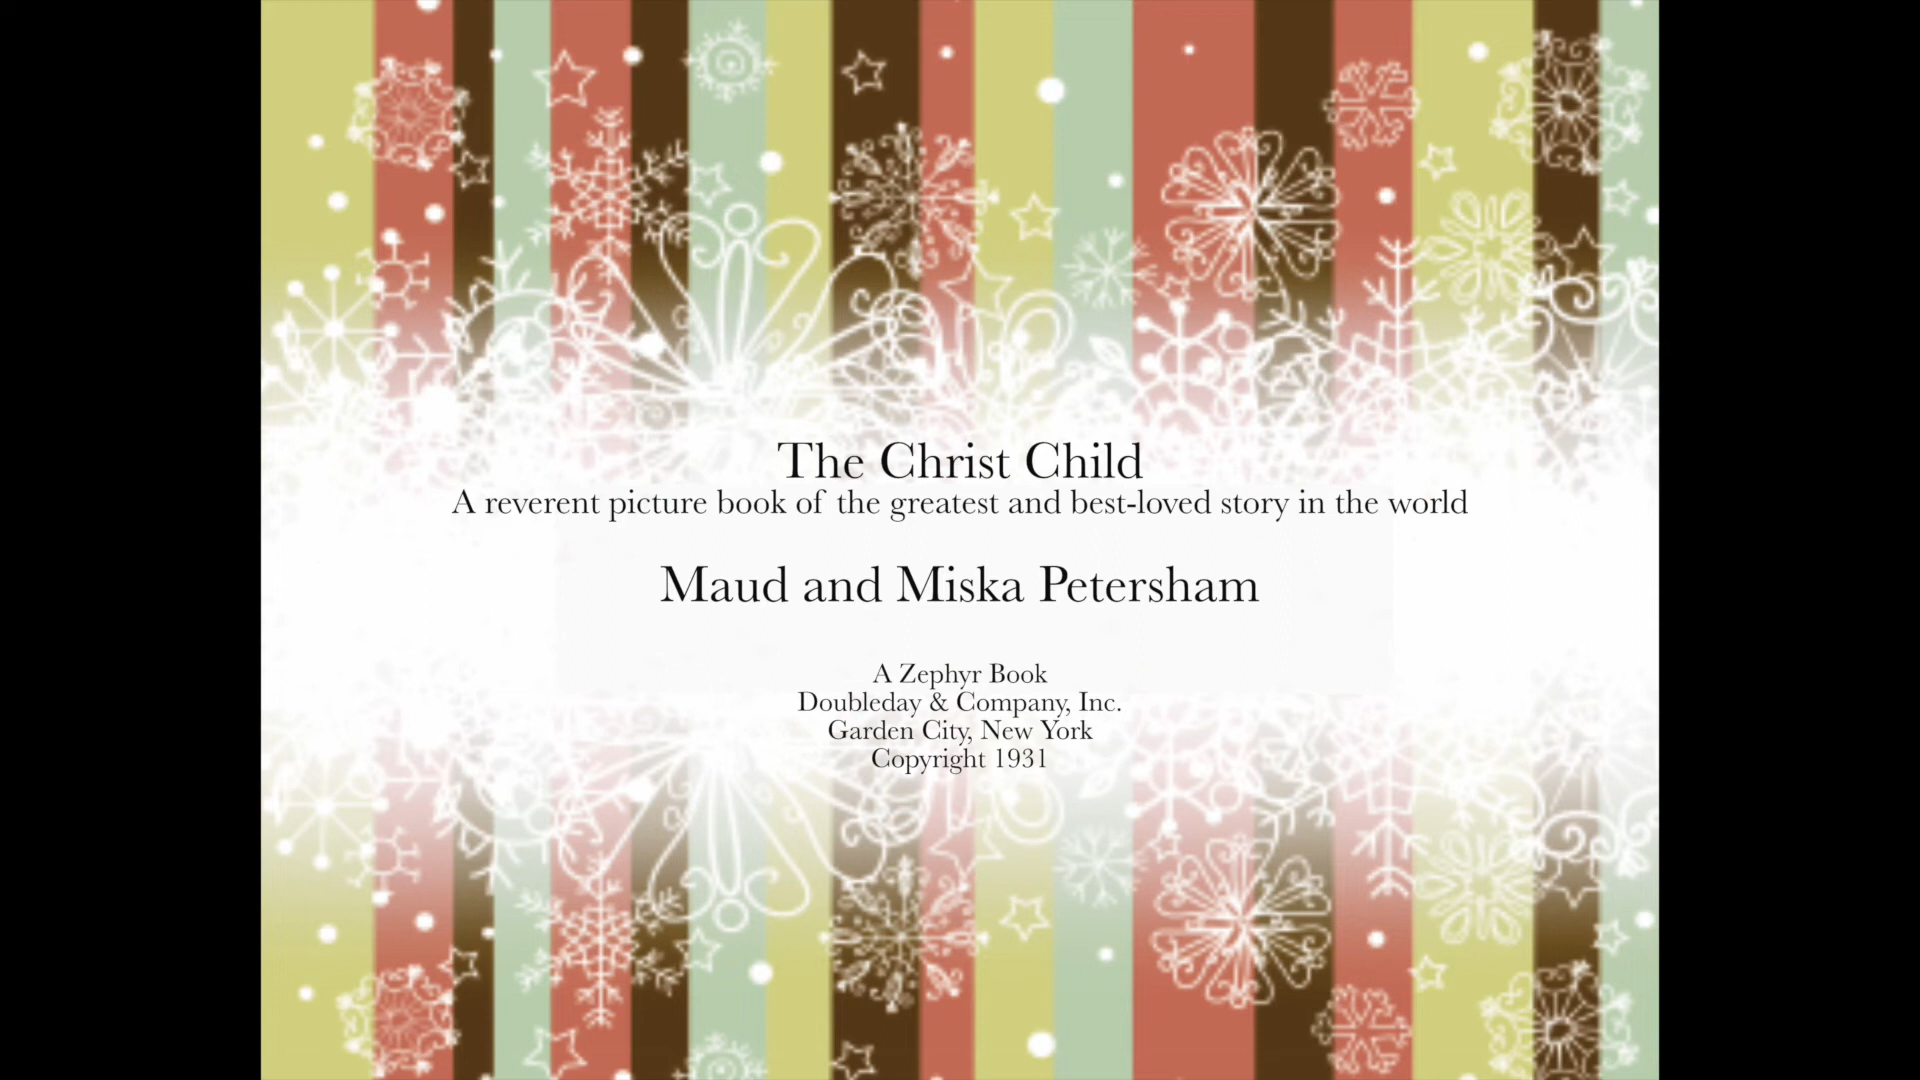 The Christ Child
A reverent picture book of the greatest and best-loved story in the world
Maud and Miska Petersham
A Zephyr Book
Doubleday & Company, Inc.
Garden City, New York
Copyright 1931